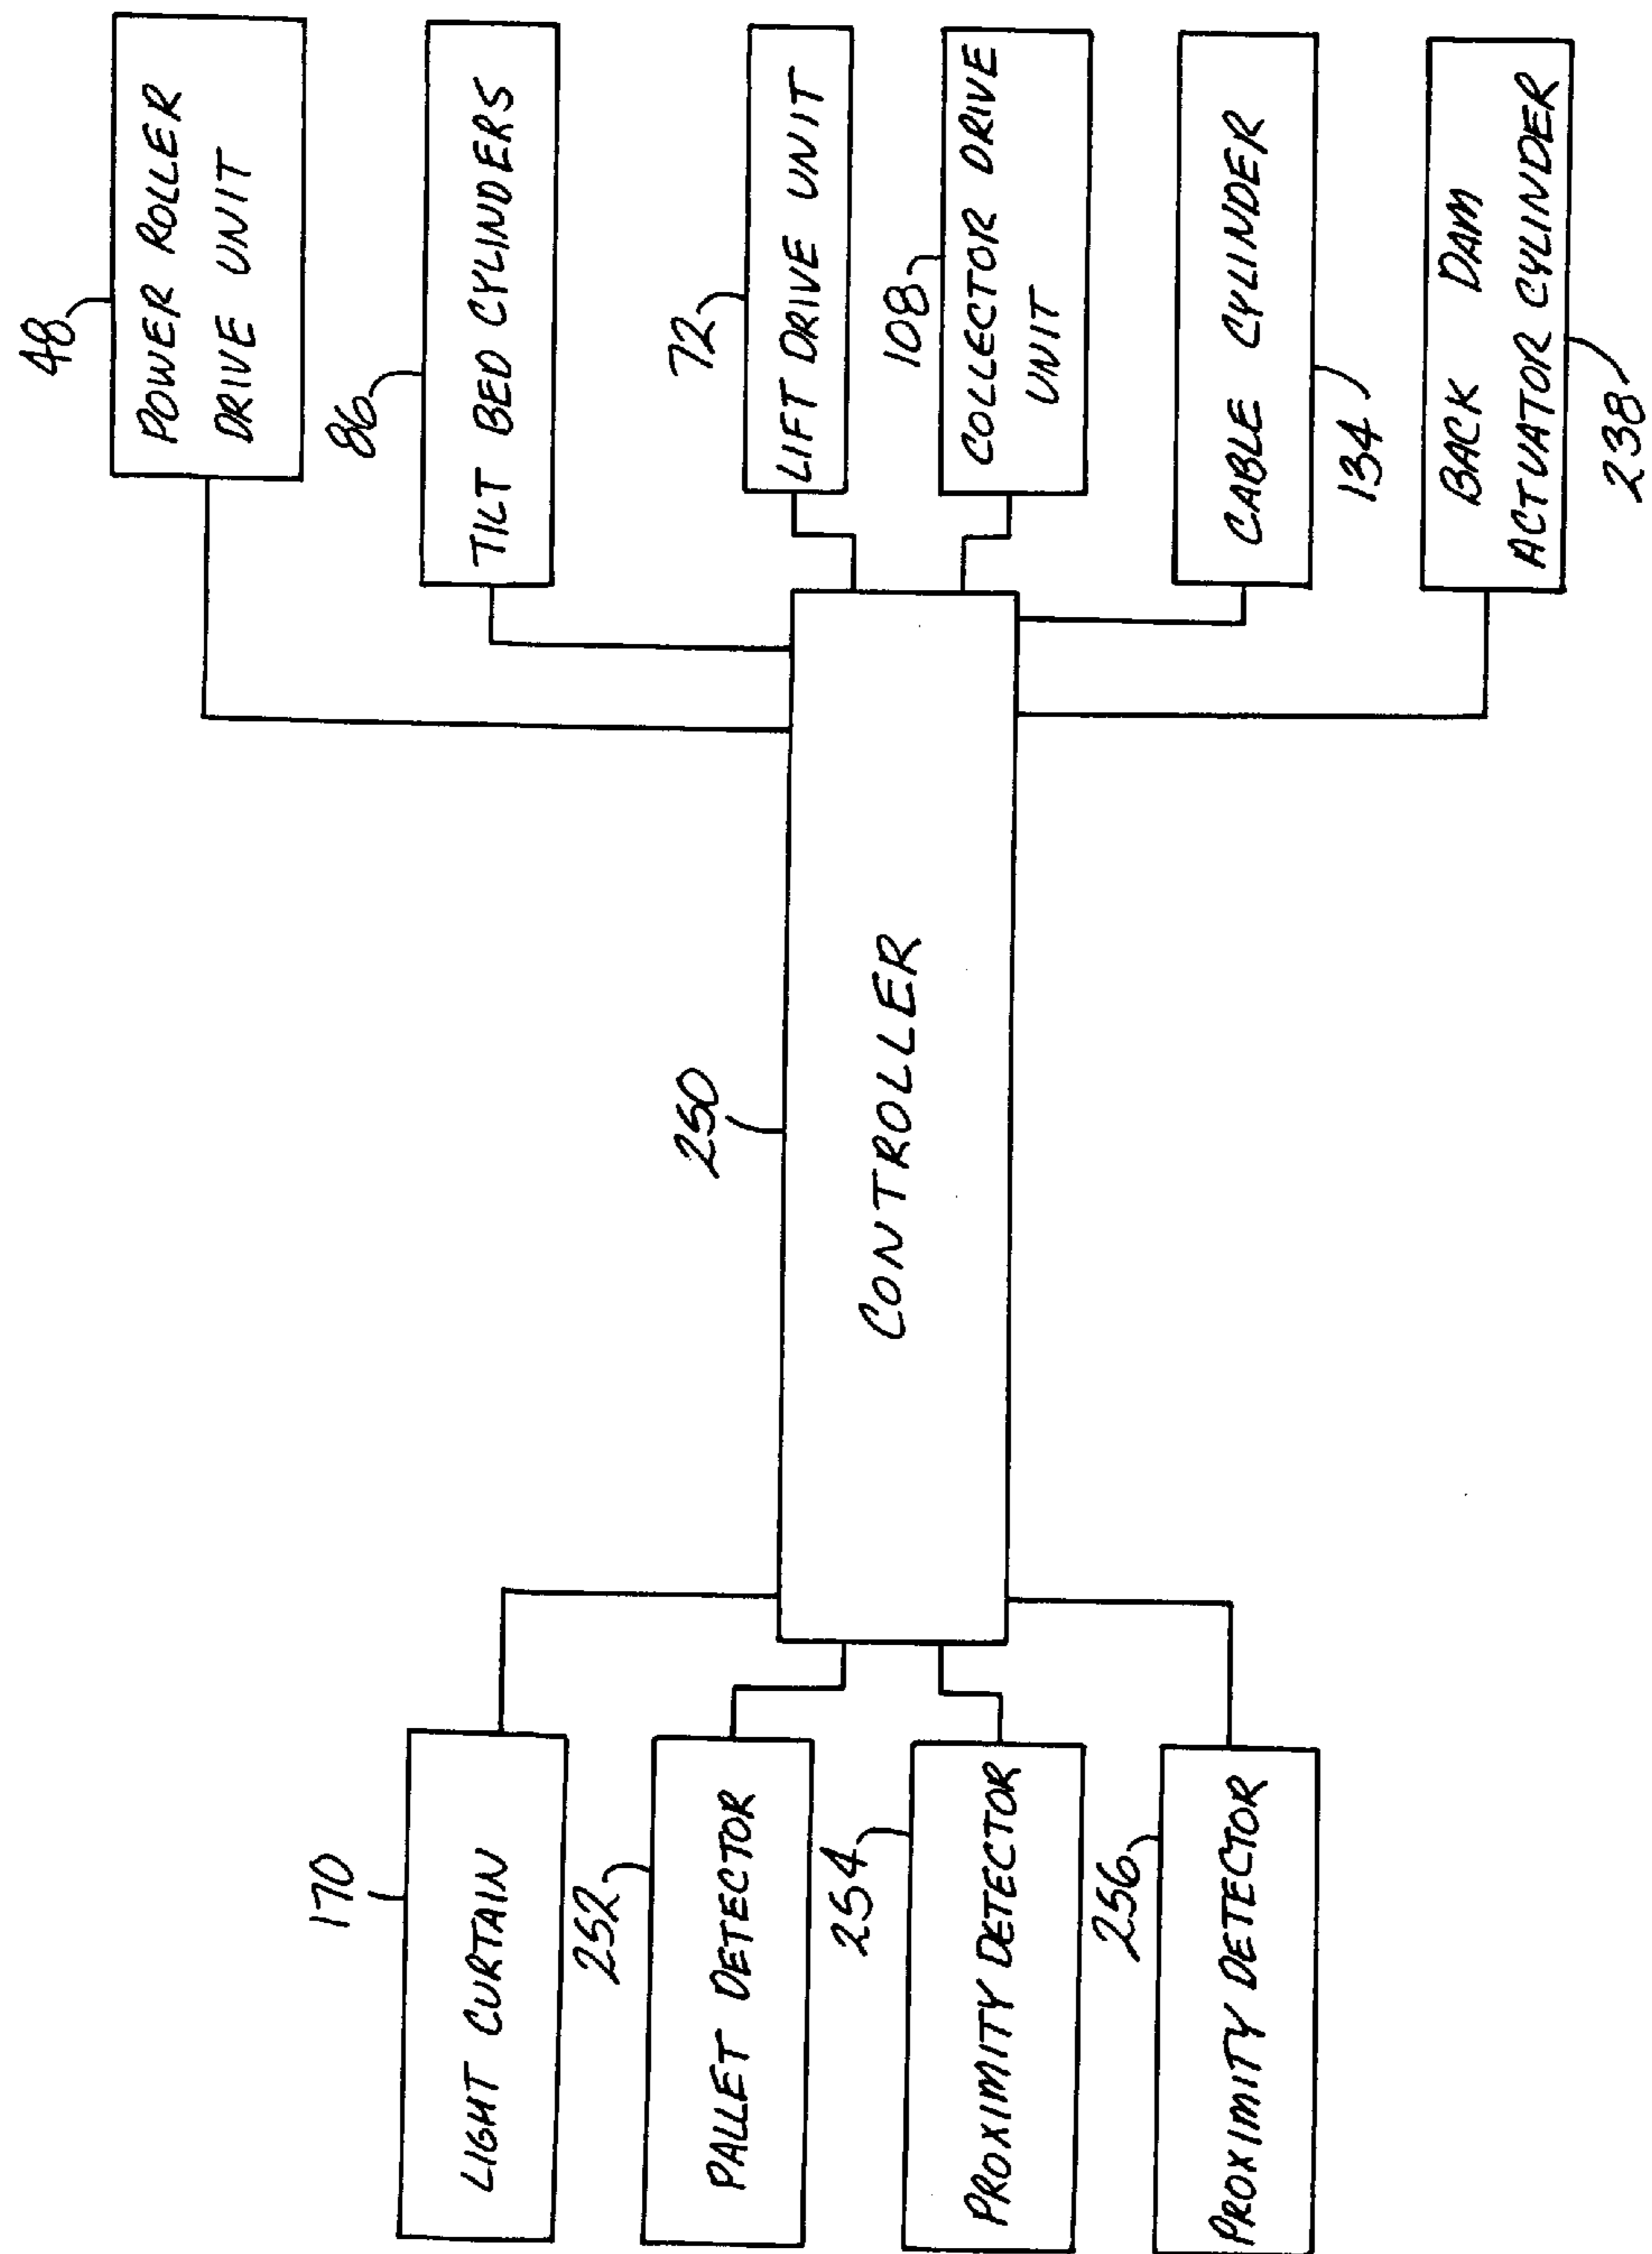 170
LIGHT CURTAIN
252
PALLET DETECTOR
254
PROXIMITY DETECTOR
256
PROXIMITY DETECTOR
250
CONTROLLER
48
POWER ROLLER
DRIVE UNIT
86
TILT BED CYLINDERS
72
LIFT DRIVE UNIT
108
COLLECTOR DRIVE
UNIT
CABLE CYLINDER
134
BACK DAM
ACTUATOR CYLINDER
238